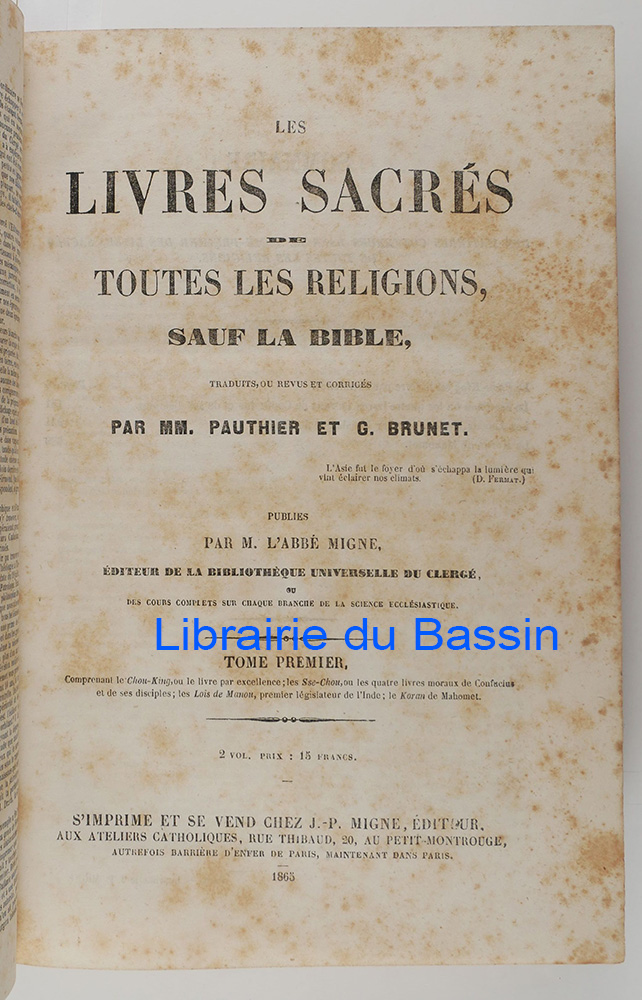 LES
LIVRES SACRÉS
DE
TOUTES LES RELIGIONS,
SAUF LA BIBLE,
TRADUITS, OU REVUS ET CORRIGÉS
PAR MM. PAUTHIER ET G. BRUNET.
L'Asie fut le foyer d'où s'échappa la lumière qui
vint éclairer nos climats. (D. FERMAT.)
PUBLIES
PAR M. L'ABBÉ MIGNE,
ÉDITEUR DE LA BIBLIOTHÈQUE UNIVERSELLE DU CLERGÉ,
OU
DES COURS COMPLETS SUR CHAQUE BRANCHE DE LA SCIENCE ECCLÉSIASTIQUE.
Librairie du Bassin
TOME PREMIER,
Comprenant le Chou-King, ou le livre par excellence; les Sse-Chou, ou les quatre livres moraux de Confucius
et de ses disciples; les Lois de Manou, premier législateur de l'Inde; le Koran de Mahomet.
2 VOL. PRIX : 15 FRANCS.
S'IMPRIME ET SE VEND CHEZ J.-P. MIGNE, ÉDITEUR,
AUX ATELIERS CATHOLIQUES, RUE THIBAUD, 20, AU PETIT-MONTROUGE,
AUTREFOIS BARRIÈRE D'ENFER DE PARIS, MAINTENANT DANS PARIS.
1865